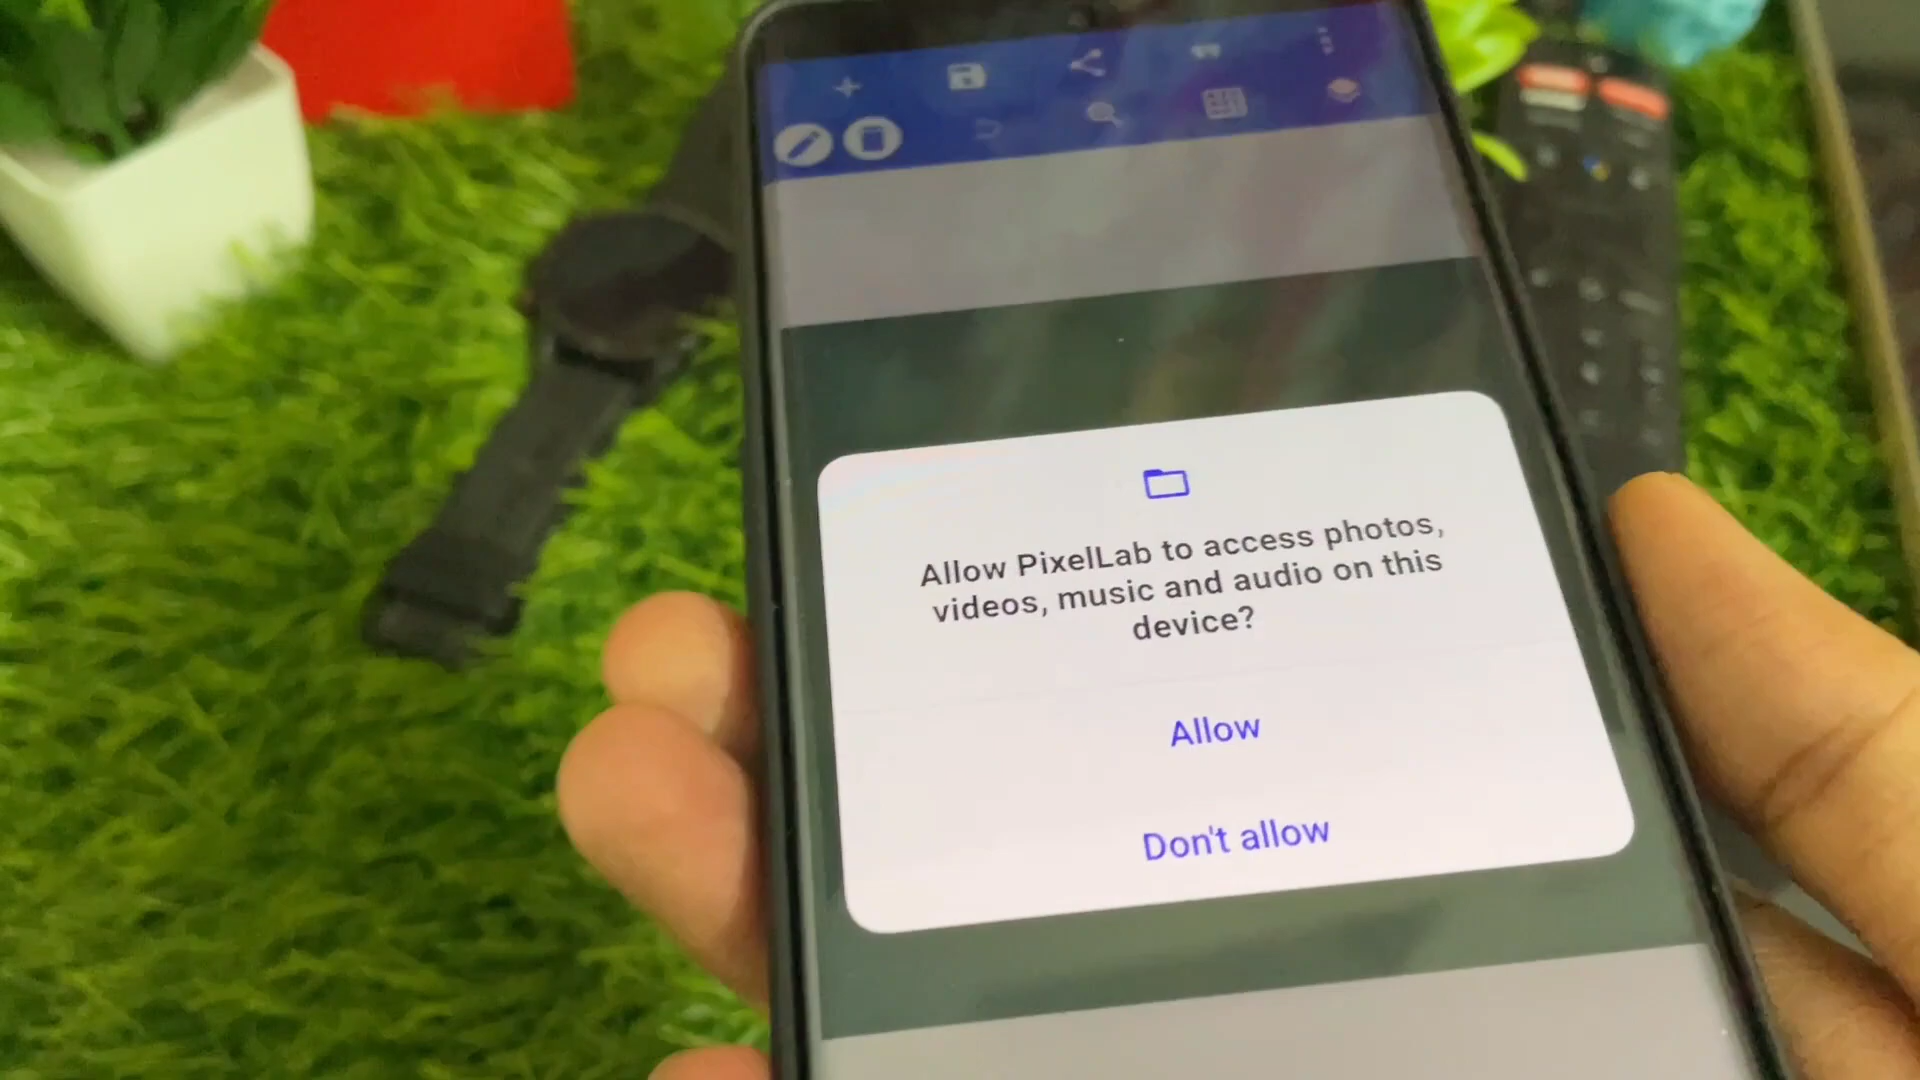 Allow PixelLab to access photos,
videos, music and audio on this
device?
Allow
Don't allow